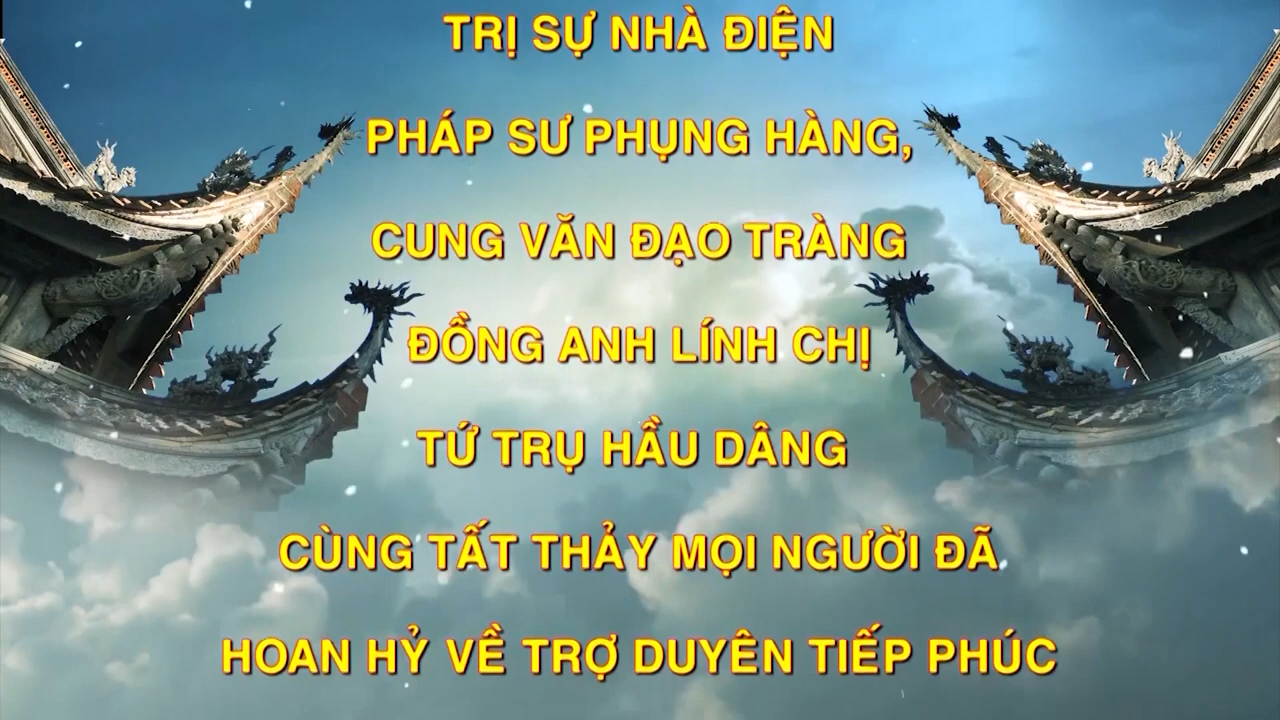 TRỊ SỰ NHÀ ĐIỆN
PHÁP SƯ PHỤNG HÀNG,
CUNG VĂN ĐẠO TRÀNG
ĐỒNG ANH LÍNH CHỊ
TỨ TRỤ HẦU DÂNG
CÙNG TẤT THẢY MỌI NGƯỜI ĐÃ
HOAN HỶ VỀ TRỢ DUYÊN TIẾP PHÚC